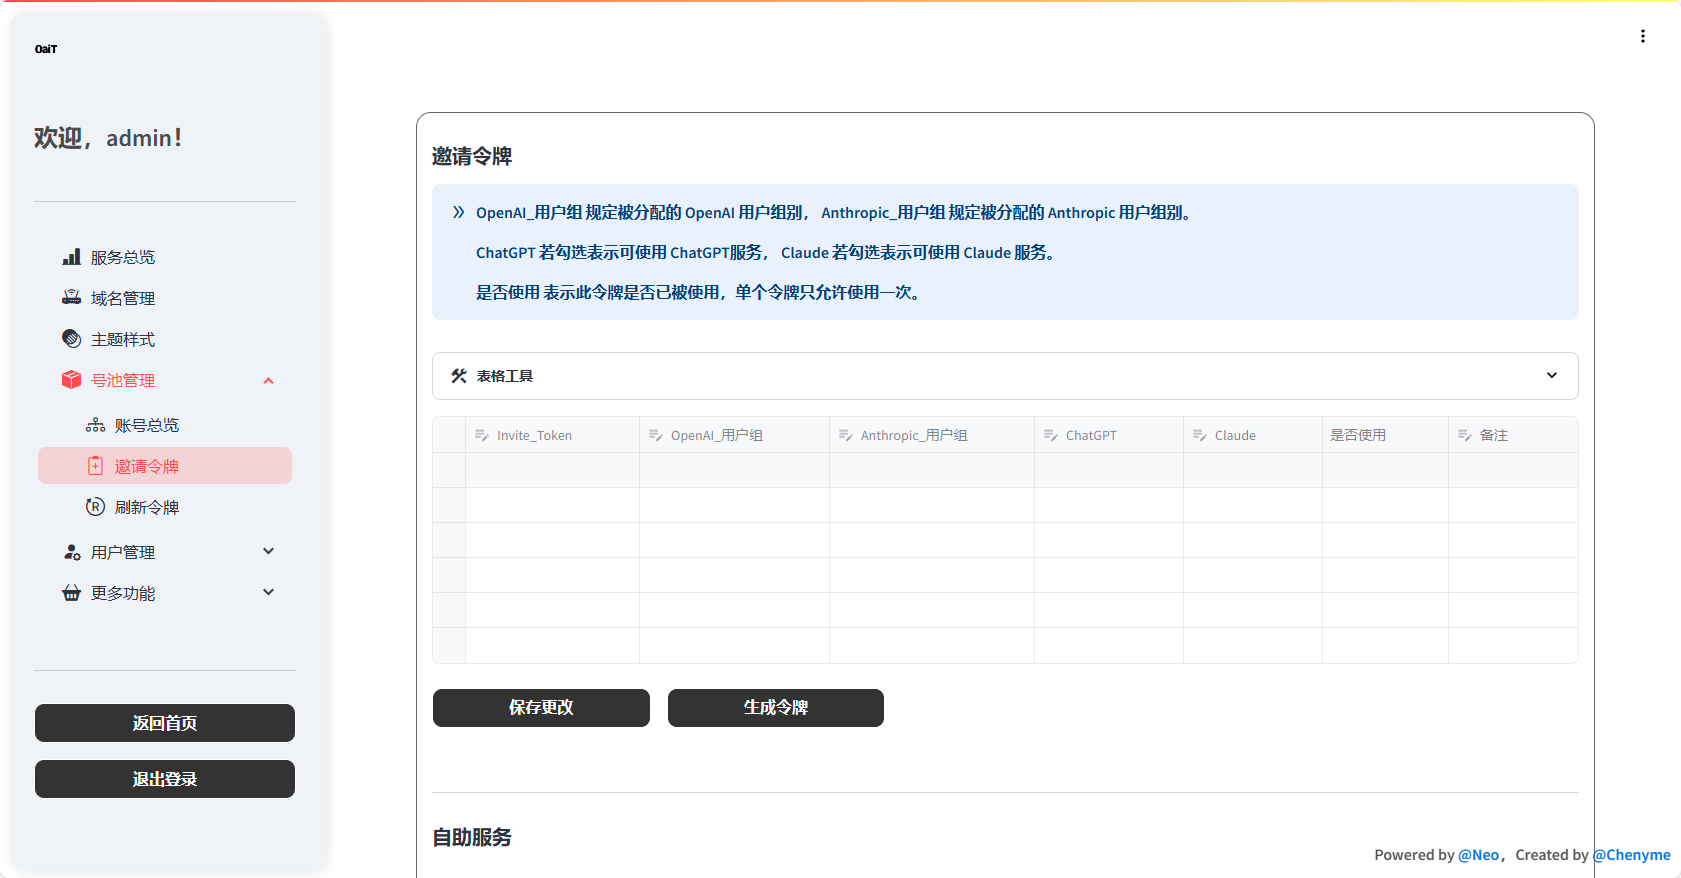 OaiT
欢迎，admin！
服务总览
域名管理
主题样式
号池管理
账号总览
邀请令牌
刷新令牌
用户管理
更多功能
返回首页
退出登录
邀请令牌
OpenAI_用户组 规定被分配的 OpenAI 用户组别， Anthropic_用户组 规定被分配的 Anthropic 用户组别。
ChatGPT 若勾选表示可使用 ChatGPT服务， Claude 若勾选表示可使用 Claude 服务。
是否使用 表示此令牌是否已被使用，单个令牌只允许使用一次。
表格工具
Invite_Token OpenAI_用户组 Anthropic_用户组 ChatGPT Claude 是否使用 备注
保存更改 生成令牌
自助服务
Powered by @Neo，Created by @Chenyme